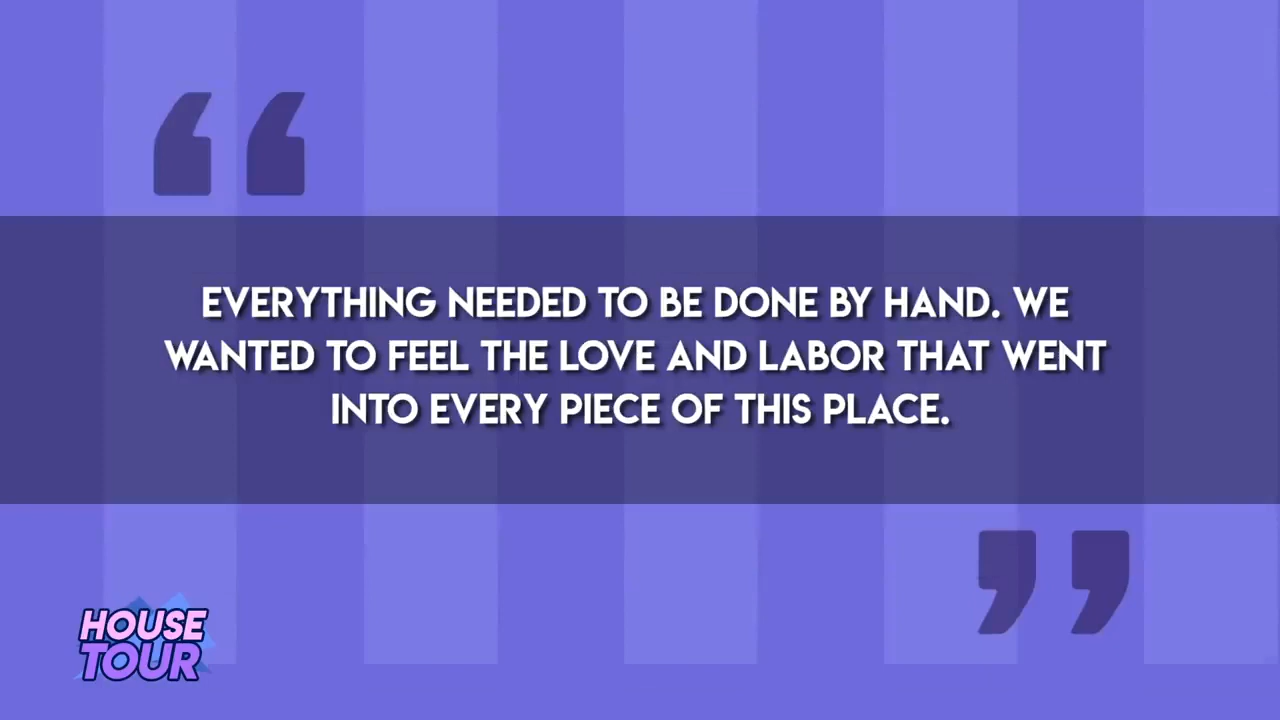 EVERYTHING NEEDED TO BE DONE BY HAND. WE
WANTED TO FEEL THE LOVE AND LABOR THAT WENT
INTO EVERY PIECE OF THIS PLACE.
HOUSE
TOUR